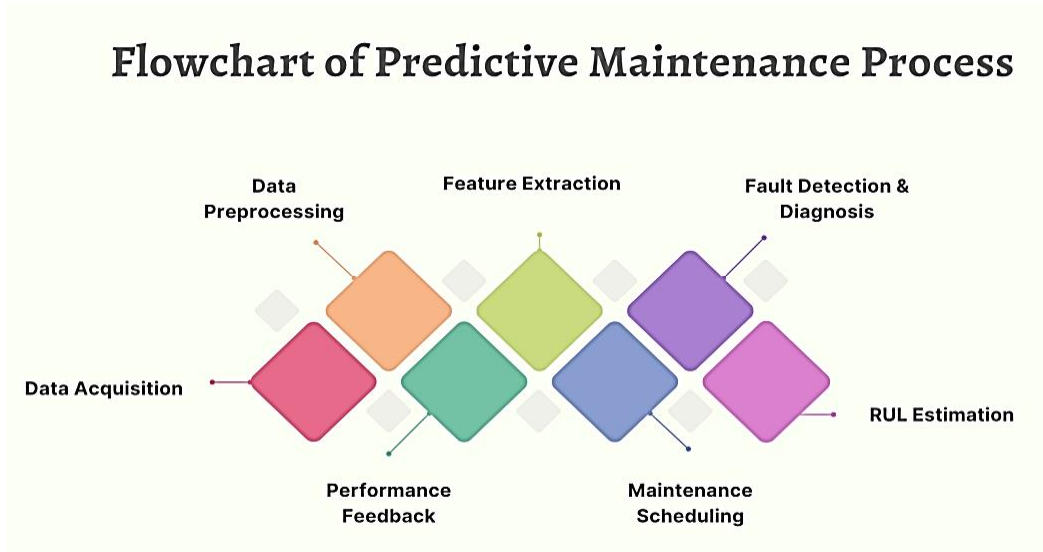 Flowchart of Predictive Maintenance Process
Data
Preprocessing
Feature Extraction
Fault Detection &
Diagnosis
Data Acquisition
RUL Estimation
Performance
Feedback
Maintenance
Scheduling